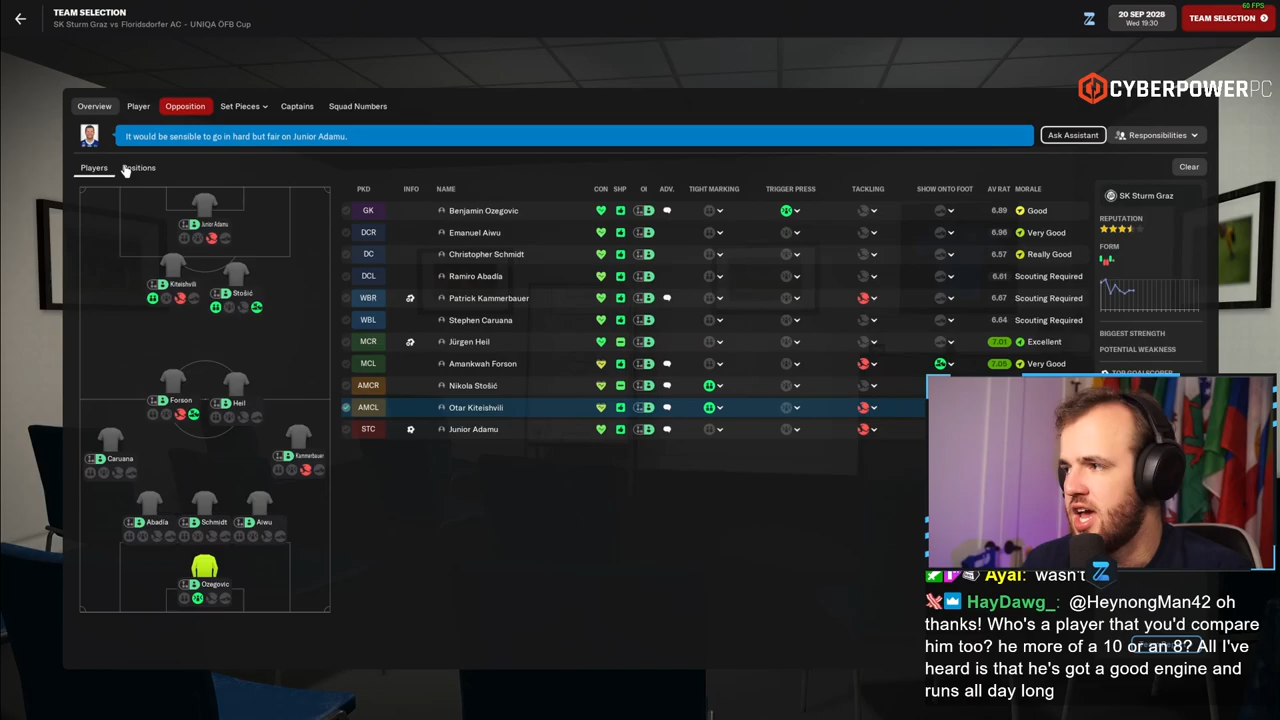 TEAM SELECTION
SK Sturm Graz vs Floridsdorfer AC - UNIQA ÖFB Cup
60 FPS
20 SEP 2028
Wed 19:30
TEAM SELECTION
CYBERPOWERPC
Overview
Player
Opposition
Set Pieces
Captains
Squad Numbers
It would be sensible to go in hard but fair on Junior Adamu.
Ask Assistant
Responsibilities
Players
Positions
Clear
PKD INFO NAME CON SHP OI ADV. TIGHT MARKING TRIGGER PRESS TACKLING SHOW ONTO FOOT AV RAT MORALE
GK Benjamin Ozegovic 6.89 Good
DCR Emanuel Aiwu 6.96 Very Good
DC Christopher Schmidt 6.57 Really Good
DCL Ramiro Abadía 6.61 Scouting Required
WBR Patrick Kammerbauer 6.67 Scouting Required
WBL Stephen Caruana 6.64 Scouting Required
MCR Jürgen Heil 7.01 Excellent
MCL Amankwah Forson 7.05 Very Good
AMCR Nikola Stošić
AMCL Otar Kiteishvili
STC Junior Adamu
Junior Adamu
Kiteishvili
Stošić
Forson
Heil
Caruana
Kammerbauer
Abadía
Schmidt
Aiwu
Ozegovic
SK Sturm Graz
REPUTATION
FORM
BIGGEST STRENGTH
POTENTIAL WEAKNESS
TOP GOALSCORER
Ayal: wasn't
HayDawg_: @HeynongMan42 oh
thanks! Who's a player that you'd compare
him too? he more of a 10 or an 8? All I've
heard is that he's got a good engine and
runs all day long